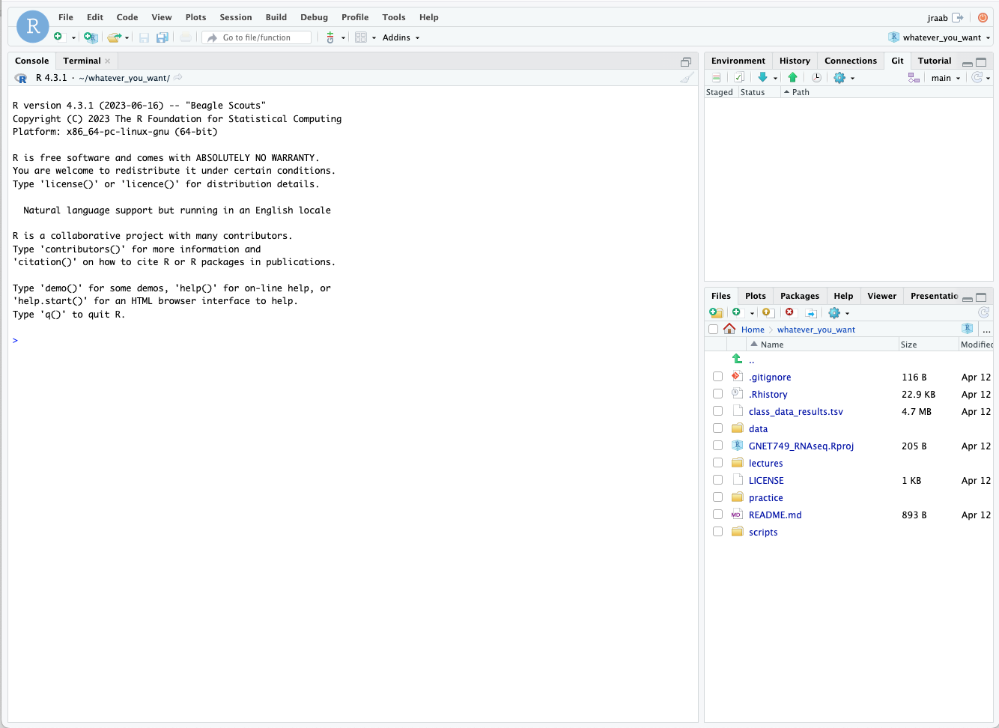 R
File Edit Code View Plots Session Build Debug Profile Tools Help
jraab
Go to file/function
Addins
whatever_you_want
Console Terminal
R 4.3.1 · ~/whatever_you_want/
R version 4.3.1 (2023-06-16) -- "Beagle Scouts"
Copyright (C) 2023 The R Foundation for Statistical Computing
Platform: x86_64-pc-linux-gnu (64-bit)
R is free software and comes with ABSOLUTELY NO WARRANTY.
You are welcome to redistribute it under certain conditions.
Type 'license()' or 'licence()' for distribution details.
Natural language support but running in an English locale
R is a collaborative project with many contributors.
Type 'contributors()' for more information and
'citation()' on how to cite R or R packages in publications.
Type 'demo()' for some demos, 'help()' for on-line help, or
'help.start()' for an HTML browser interface to help.
Type 'q()' to quit R.
>
Environment History Connections Git Tutorial
main
Staged Status Path
Files Plots Packages Help Viewer Presentatio
Home whatever_you_want ...
Name Size Modified
..
.gitignore 116 B Apr 12
.Rhistory 22.9 KB Apr 12
class_data_results.tsv 4.7 MB Apr 12
data
GNET749_RNAseq.Rproj 205 B Apr 12
lectures
LICENSE 1 KB Apr 12
practice
MD README.md 893 B Apr 12
scripts